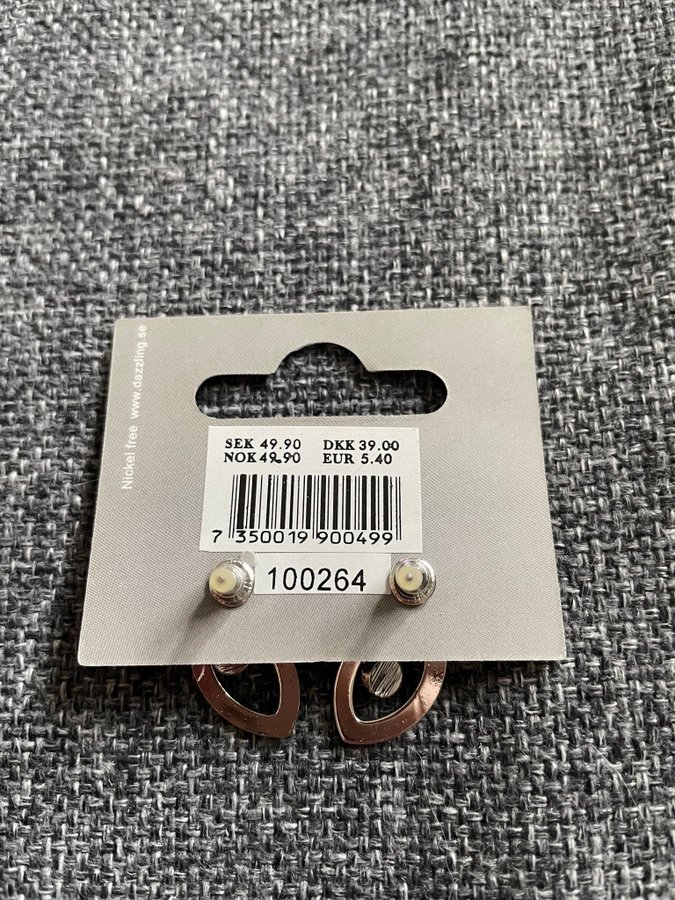 Nickel free www.dazzling.se
SEK 49.90 DKK 39.00
NOK 49.90 EUR 5.40
7 350019 900499
100264